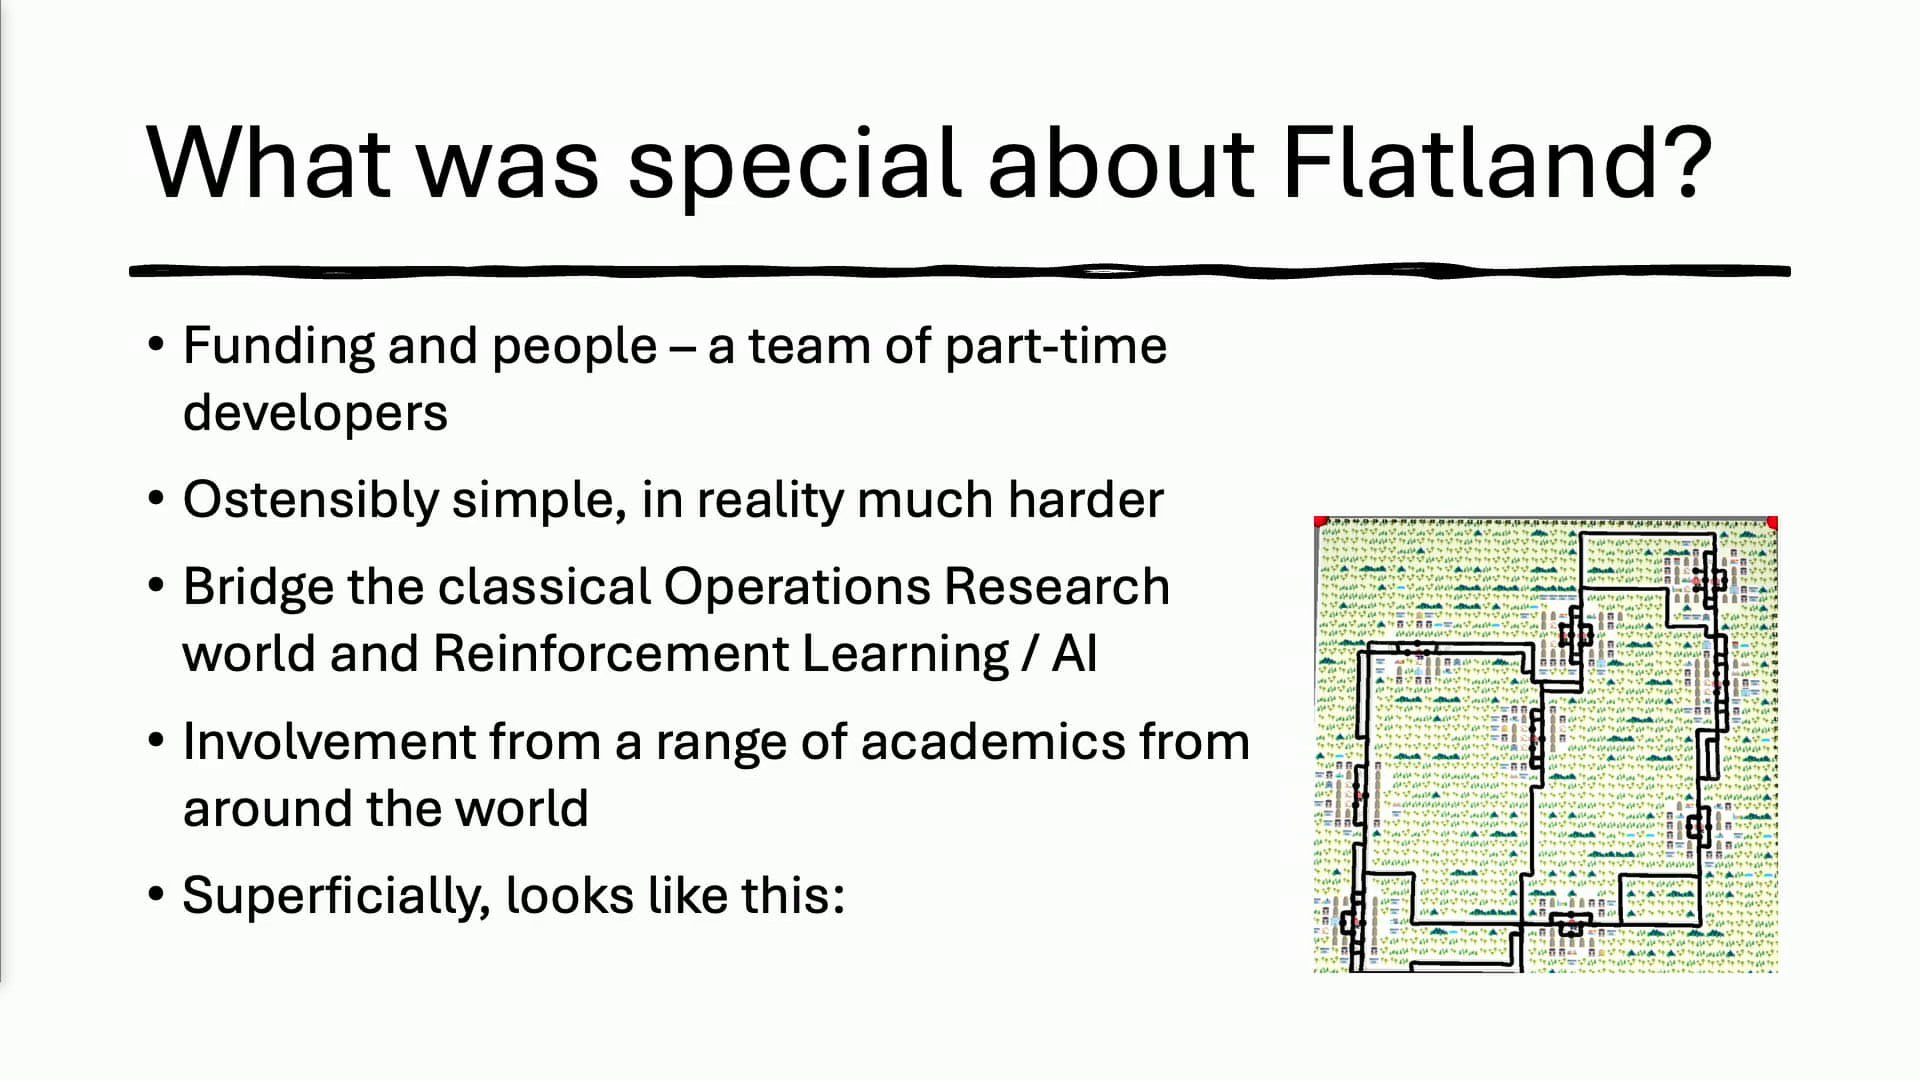 What was special about Flatland?
• Funding and people – a team of part-time
developers
• Ostensibly simple, in reality much harder
• Bridge the classical Operations Research
world and Reinforcement Learning / AI
• Involvement from a range of academics from
around the world
• Superficially, looks like this: